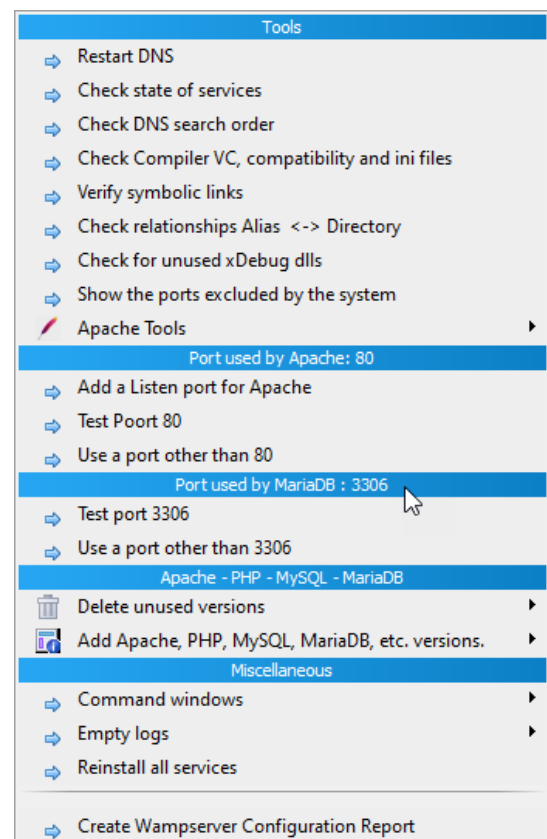 Tools
Restart DNS
Check state of services
Check DNS search order
Check Compiler VC, compatibility and ini files
Verify symbolic links
Check relationships Alias <-> Directory
Check for unused xDebug dlls
Show the ports excluded by the system
Apache Tools
Port used by Apache: 80
Add a Listen port for Apache
Test Poort 80
Use a port other than 80
Port used by MariaDB : 3306
Test port 3306
Use a port other than 3306
Apache - PHP - MySQL - MariaDB
Delete unused versions
Add Apache, PHP, MySQL, MariaDB, etc. versions.
Miscellaneous
Command windows
Empty logs
Reinstall all services
Create Wampserver Configuration Report